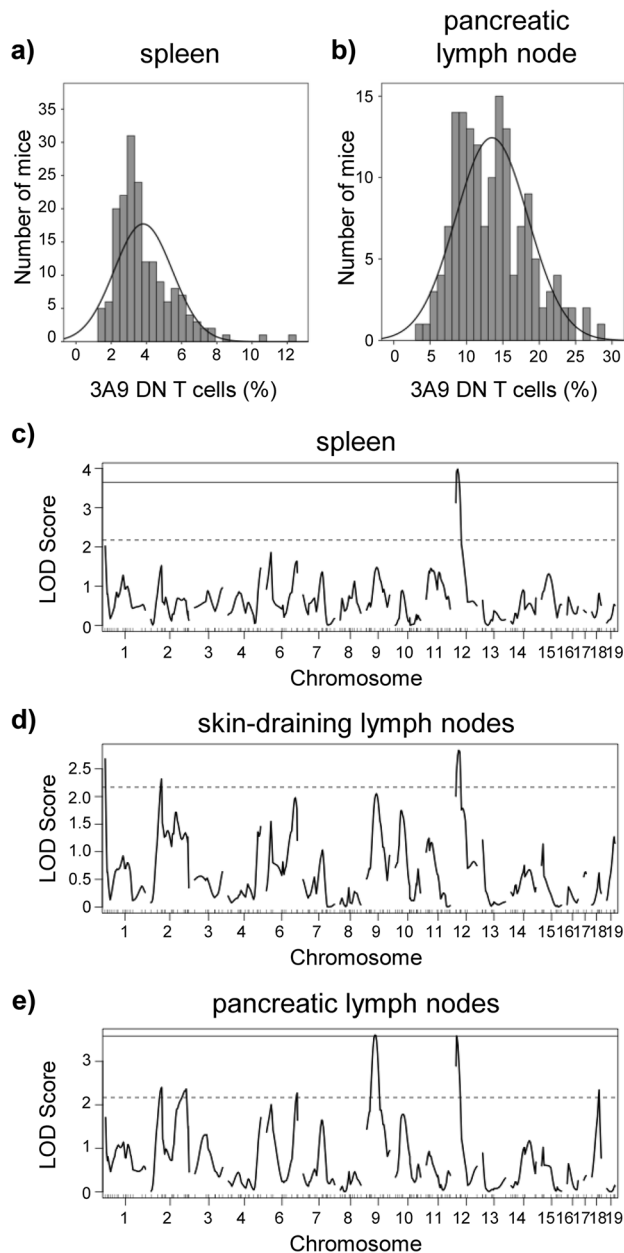 a)
spleen
b)
pancreatic
lymph node
Number of mice
35
30
25
20
15
10
5
0
0 2 4 6 8 10 12
3A9 DN T cells (%)
Number of mice
15
10
5
0
0 5 10 15 20 25 30
3A9 DN T cells (%)
c)
spleen
LOD Score
4
3
2
1
0
1 2 3 4 6 7 8 9 10 11 12 13 14 15 16 17 18 19
Chromosome
d)
skin-draining lymph nodes
LOD Score
2.5
2.0
1.5
1.0
0.5
0
1 2 3 4 6 7 8 9 10 11 12 13 14 15 16 17 18 19
Chromosome
e)
pancreatic lymph nodes
LOD Score
3
2
1
0
1 2 3 4 6 7 8 9 10 11 12 13 14 15 16 17 18 19
Chromosome